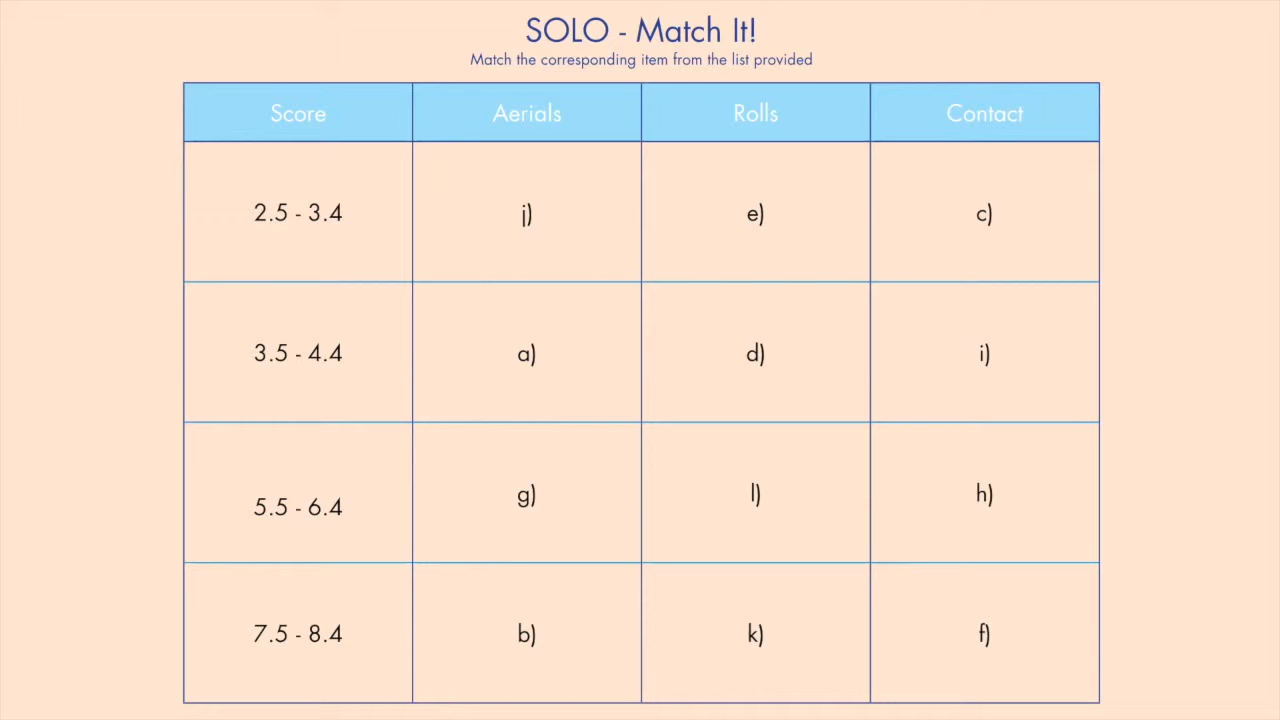 SOLO - Match It!
Match the corresponding item from the list provided
Score Aerials Rolls Contact
2.5 - 3.4 j) e) c)
3.5 - 4.4 a) d) i)
5.5 - 6.4 g) l) h)
7.5 - 8.4 b) k) f)